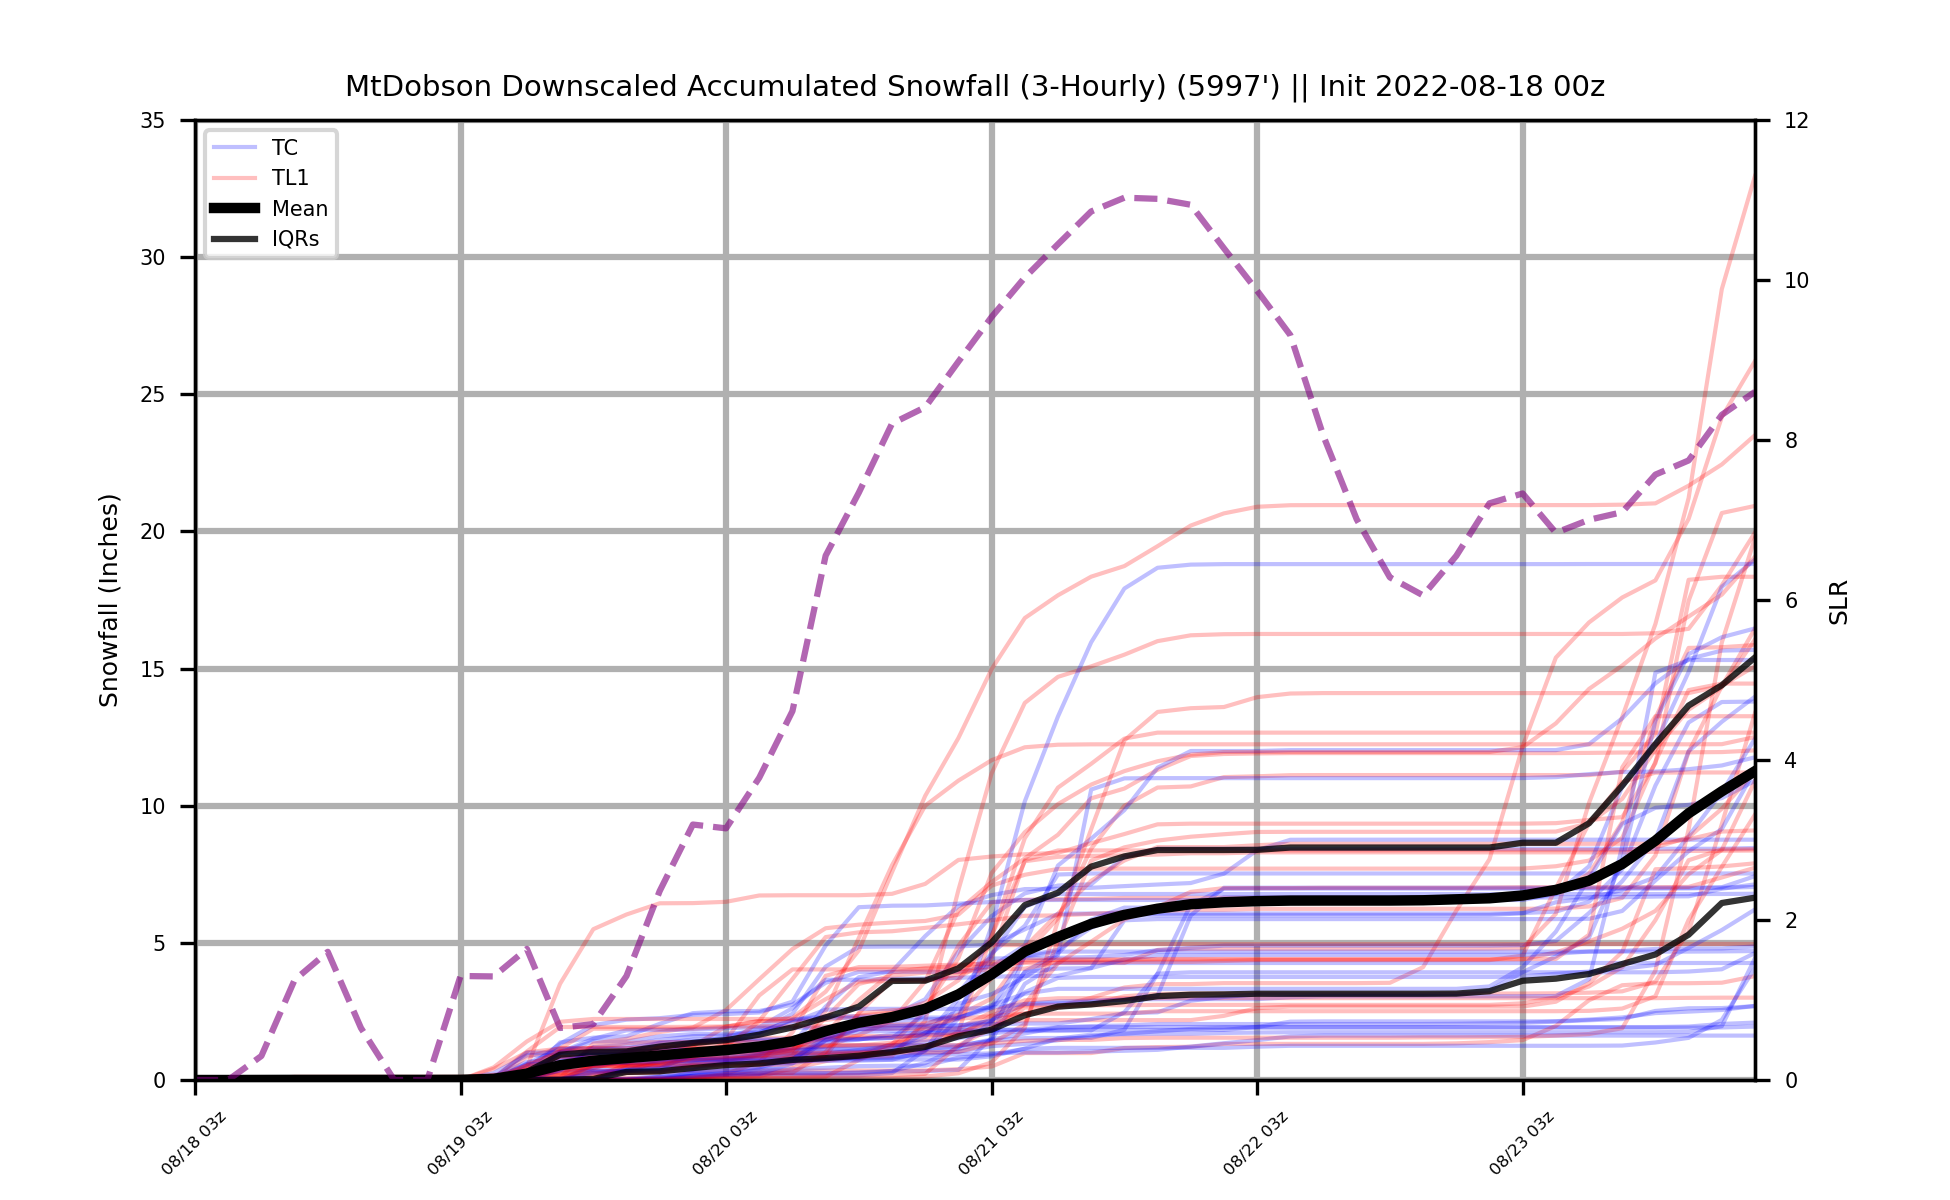 MtDobson Downscaled Accumulated Snowfall (3-Hourly) (5997') || Init 2022-08-18 00z
TC
TL1
Mean
IQRs
Snowfall (Inches)
35
30
25
20
15
10
5
0
12
10
8
6
4
2
0
SLR
08/18 03z
08/19 03z
08/20 03z
08/21 03z
08/22 03z
08/23 03z